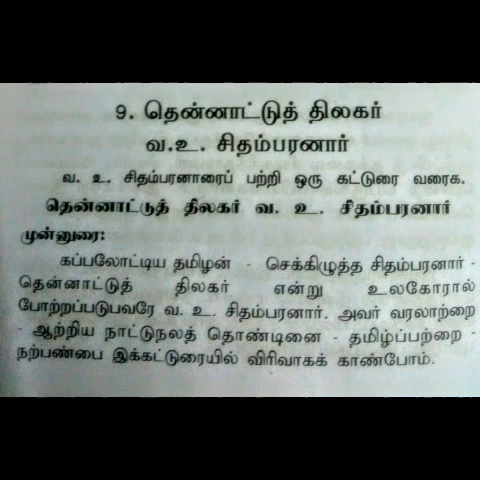 9. தென்னாட்டுத் திலகர்
வ.உ. சிதம்பரனார்
வ. உ. சிதம்பரனாரைப் பற்றி ஒரு கட்டுரை வரைக.
தென்னாட்டுத் திலகர் வ. உ. சிதம்பரனார்
முன்னுரை:
கப்பலோட்டிய தமிழன் - செக்கிழுத்த சிதம்பரனார் -
தென்னாட்டுத் திலகர் என்று உலகோரால்
போற்றப்படுபவரே வ. உ. சிதம்பரனார். அவர் வரலாற்றை
- ஆற்றிய நாட்டுநலத் தொண்டினை - தமிழ்ப்பற்றை -
நற்பண்பை இக்கட்டுரையில் விரிவாகக் காண்போம்.